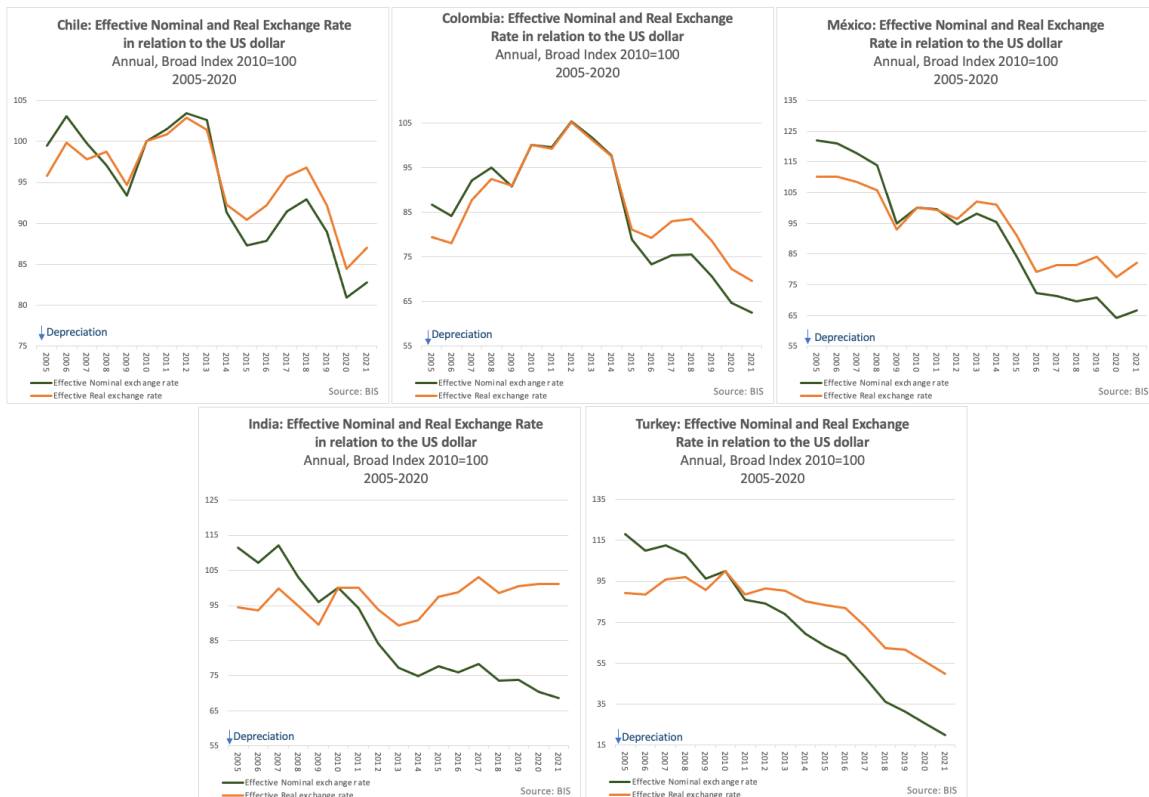 Chile: Effective Nominal and Real Exchange Rate
in relation to the US dollar
Annual, Broad Index 2010=100
2005-2020
105
100
95
90
85
80
75
Depreciation
2005 2006 2007 2008 2009 2010 2011 2012 2013 2014 2015 2016 2017 2018 2019 2020 2021
Effective Nominal exchange rate
Effective Real exchange rate
Source: BIS
Colombia: Effective Nominal and Real Exchange
Rate in relation to the US dollar
Annual, Broad Index 2010=100
2005-2020
105
95
85
75
65
55
Depreciation
2005 2006 2007 2008 2009 2010 2011 2012 2013 2014 2015 2016 2017 2018 2019 2020 2021
Effective Nominal exchange rate
Effective Real exchange rate
Source: BIS
México: Effective Nominal and Real Exchange
Rate in relation to the US dollar
Annual, Broad Index 2010=100
2005-2020
135
125
115
105
95
85
75
65
55
Depreciation
2005 2006 2007 2008 2009 2010 2011 2012 2013 2014 2015 2016 2017 2018 2019 2020 2021
Effective Nominal exchange rate
Effective Real exchange rate
Source: BIS
India: Effective Nominal and Real Exchange Rate
in relation to the US dollar
Annual, Broad Index 2010=100
2005-2020
125
115
105
95
85
75
65
55
Depreciation
2005 2006 2007 2008 2009 2010 2011 2012 2013 2014 2015 2016 2017 2018 2019 2020 2021
Effective Nominal exchange rate
Effective Real exchange rate
Source: BIS
Turkey: Effective Nominal and Real Exchange
Rate in relation to the US dollar
Annual, Broad Index 2010=100
2005-2020
135
115
95
75
55
35
15
Depreciation
2005 2006 2007 2008 2009 2010 2011 2012 2013 2014 2015 2016 2017 2018 2019 2020 2021
Effective Nominal exchange rate
Effective Real exchange rate
Source: BIS